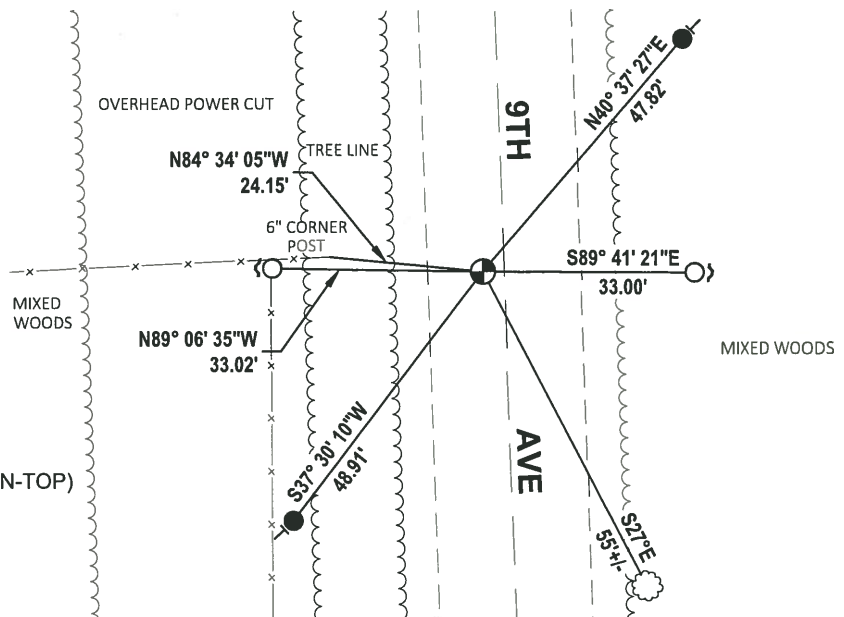 OVERHEAD POWER CUT
N84° 34' 05"W
24.15'
TREE LINE
9TH
N40° 37' 27"E
47.82'
6" CORNER
POST
S89° 41' 21"E
33.00'
MIXED
WOODS
N89° 06' 35"W
33.02'
MIXED WOODS
S37° 30' 10"W
48.91'
AVE
N-TOP)
S27°E
55'+/-